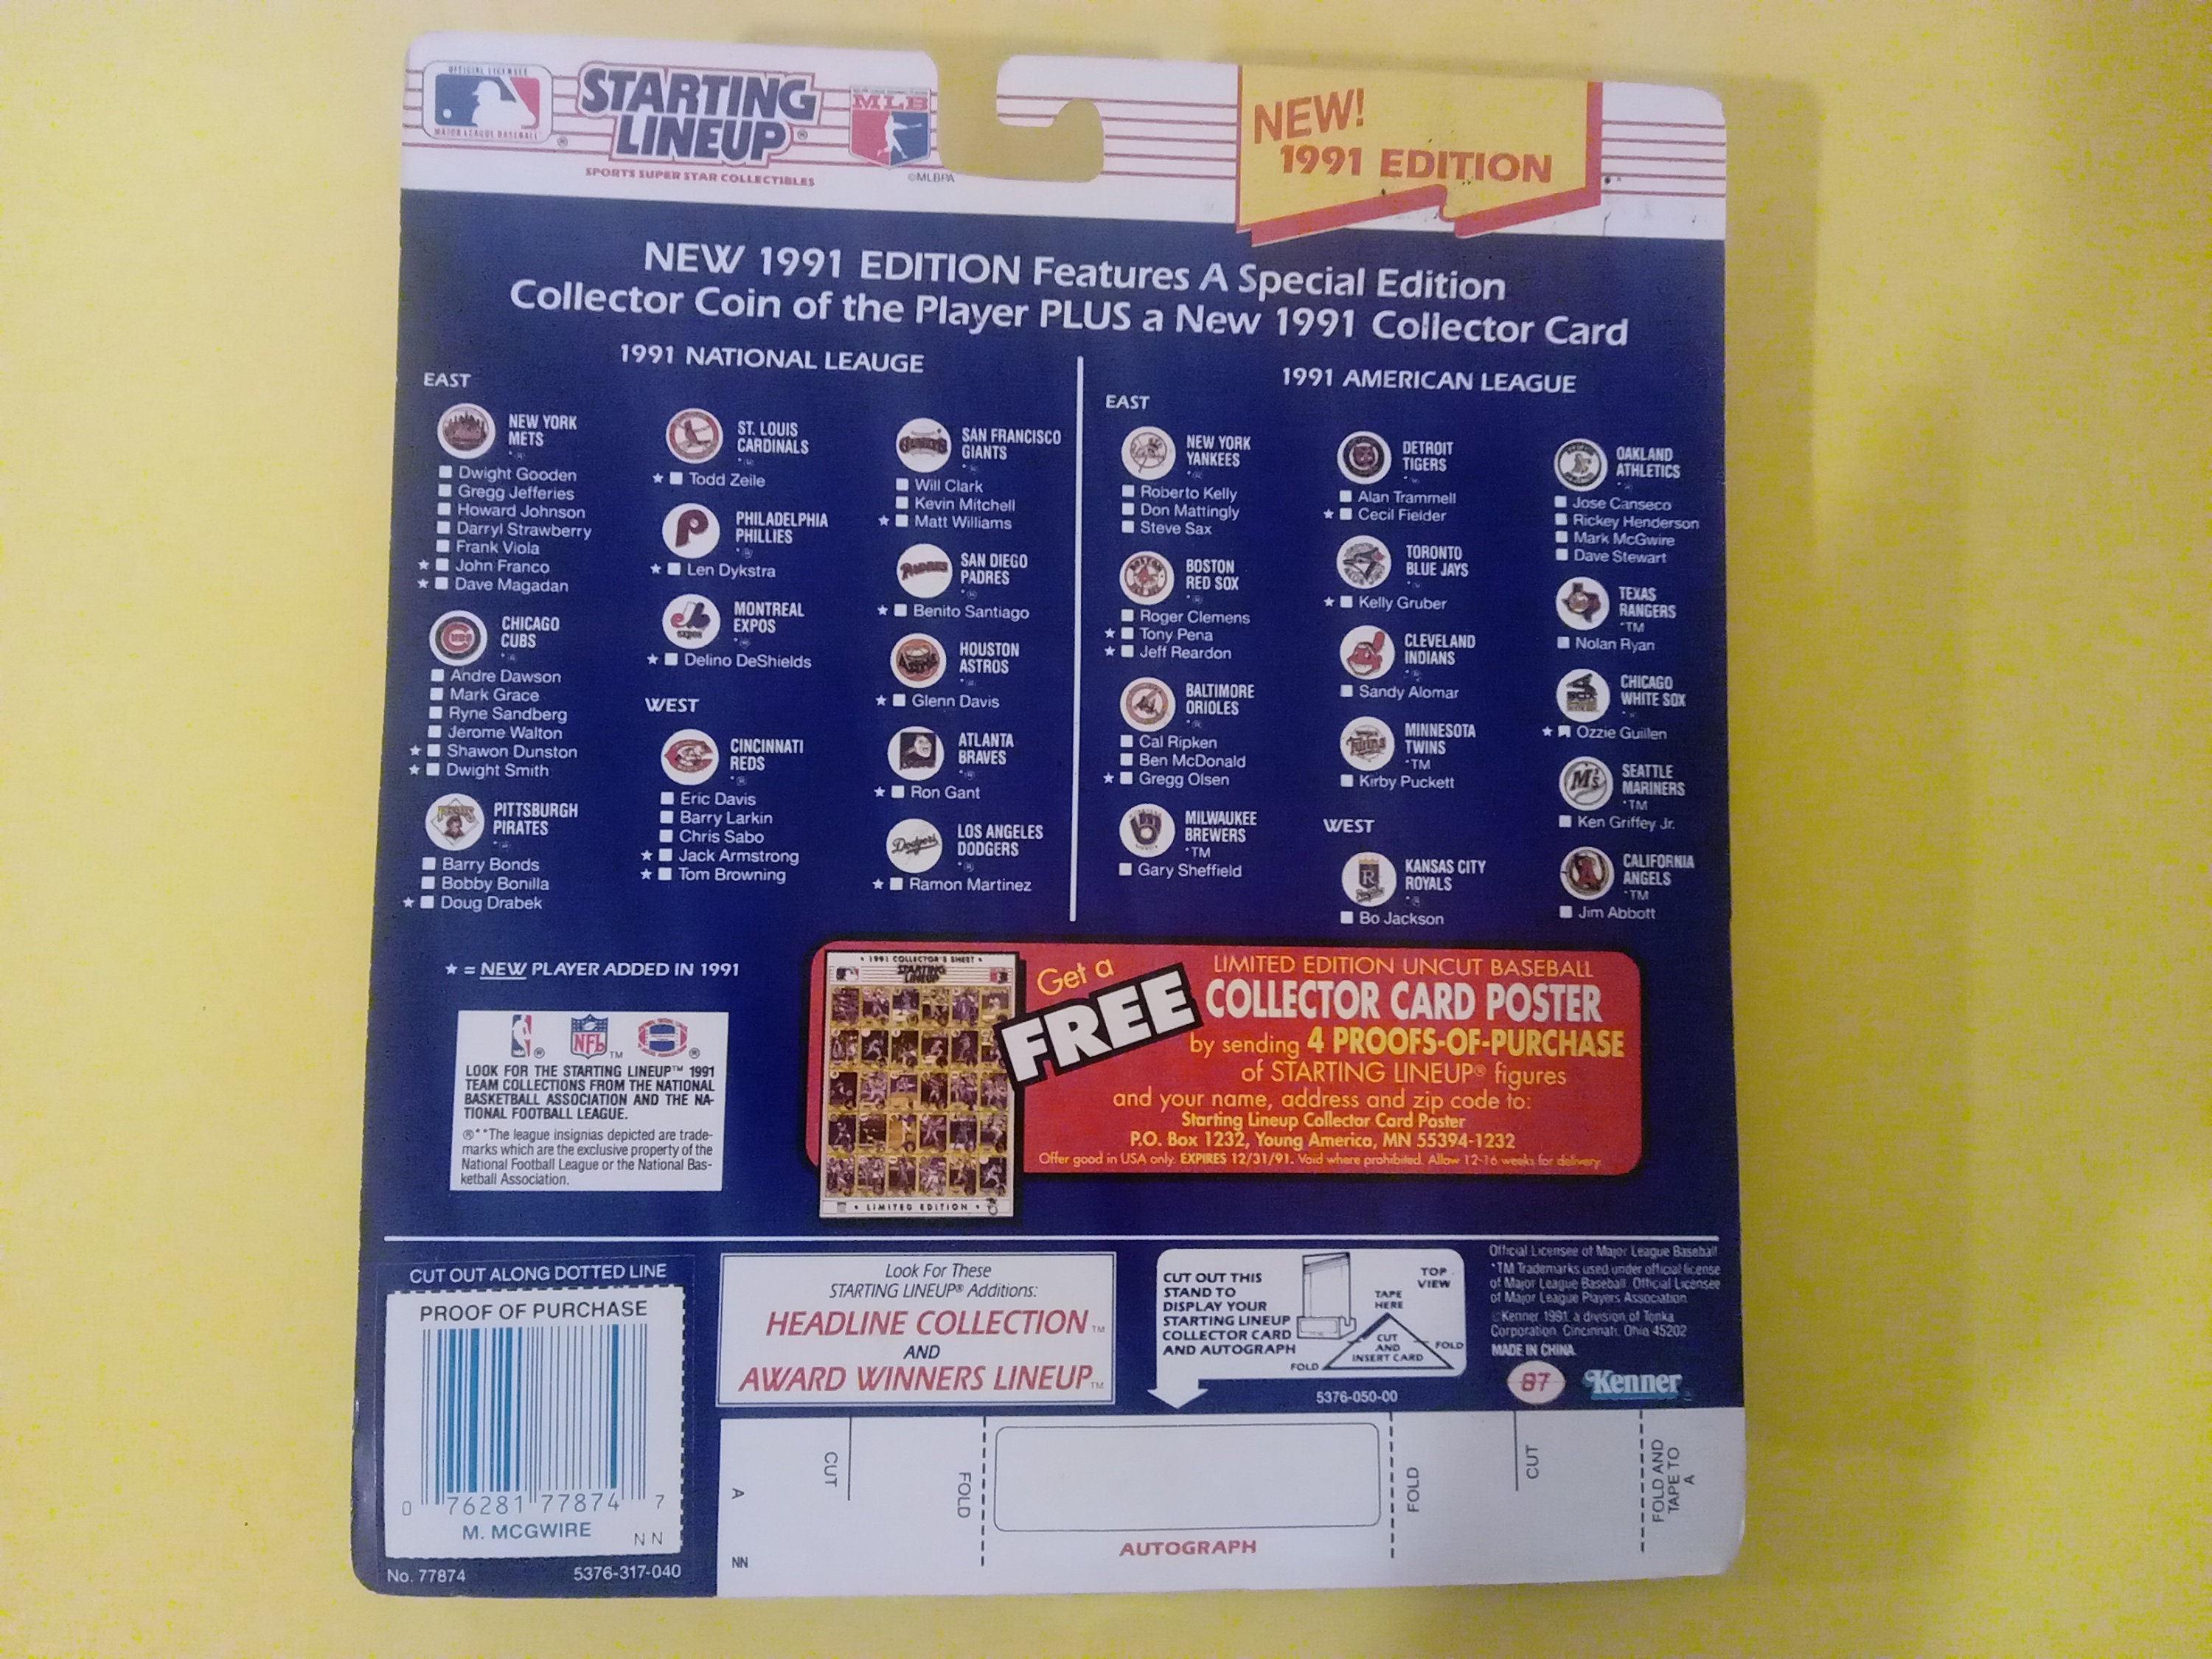 OFFICIAL LICENSEE
MAJOR LEAGUE BASEBALL
®
STARTING
LINEUP®
SPORTS SUPER STAR COLLECTIBLES
MLB
©MLBPA
NEW!
1991 EDITION
NEW 1991 EDITION Features A Special Edition
Collector Coin of the Player PLUS a New 1991 Collector Card
1991 NATIONAL LEAUGE
EAST
NEW YORK
METS
Dwight Gooden
Gregg Jefferies
Howard Johnson
Darryl Strawberry
Frank Viola
★ John Franco
★ Dave Magadan
CHICAGO
CUBS
Andre Dawson
Mark Grace
Ryne Sandberg
Jerome Walton
★ Shawon Dunston
★ Dwight Smith
PITTSBURGH
PIRATES
Barry Bonds
Bobby Bonilla
★ Doug Drabek
ST. LOUIS
CARDINALS
★ Todd Zeile
PHILADELPHIA
PHILLIES
★ Len Dykstra
expos
MONTREAL
EXPOS
★ Delino DeShields
WEST
CINCINNATI
REDS
Eric Davis
Barry Larkin
Chris Sabo
★ Jack Armstrong
★ Tom Browning
SAN FRANCISCO
GIANTS
Will Clark
Kevin Mitchell
★ Matt Williams
PADRES
SAN DIEGO
PADRES
★ Benito Santiago
HOUSTON
ASTROS
★ Glenn Davis
ATLANTA
BRAVES
★ Ron Gant
Dodgers
LOS ANGELES
DODGERS
★ Ramon Martinez
1991 AMERICAN LEAGUE
EAST
NEW YORK
YANKEES
Roberto Kelly
Don Mattingly
Steve Sax
BOSTON
RED SOX
Roger Clemens
★ Tony Pena
★ Jeff Reardon
BALTIMORE
ORIOLES
Cal Ripken
Ben McDonald
★ Gregg Olsen
MILWAUKEE
BREWERS
*TM
Gary Sheffield
DETROIT
TIGERS
Alan Trammell
★ Cecil Fielder
TORONTO
BLUE JAYS
★ Kelly Gruber
CLEVELAND
INDIANS
Sandy Alomar
Twins
MINNESOTA
TWINS
*TM
Kirby Puckett
WEST
KANSAS CITY
ROYALS
Bo Jackson
OAKLAND
ATHLETICS
Jose Canseco
Rickey Henderson
Mark McGwire
Dave Stewart
TEXAS
RANGERS
*TM
Nolan Ryan
CHICAGO
WHITE SOX
★ Ozzie Guillen
M's
SEATTLE
MARINERS
*TM
Ken Griffey Jr.
CALIFORNIA
ANGELS
*TM
Jim Abbott
★ = NEW PLAYER ADDED IN 1991
NFL
LOOK FOR THE STARTING LINEUP™ 1991
TEAM COLLECTIONS FROM THE NATIONAL
BASKETBALL ASSOCIATION AND THE NA-
TIONAL FOOTBALL LEAGUE.
®**The league insignias depicted are trade-
marks which are the exclusive property of the
National Football League or the National Bas-
ketball Association.
• 1991 COLLECTOR'S SHEET •
STARTING
LINEUP
• LIMITED EDITION •
Get a
FREE
LIMITED EDITION UNCUT BASEBALL
COLLECTOR CARD POSTER
by sending 4 PROOFS-OF-PURCHASE
of STARTING LINEUP® figures
and your name, address and zip code to:
Starting Lineup Collector Card Poster
P.O. Box 1232, Young America, MN 55394-1232
Offer good in USA only. EXPIRES 12/31/91. Void where prohibited. Allow 12-16 weeks for delivery.
CUT OUT ALONG DOTTED LINE
PROOF OF PURCHASE
0 76281 77874 7
M. MCGWIRE
NN
No. 77874 5376-317-040
Look For These
STARTING LINEUP® Additions:
HEADLINE COLLECTION™
AND
AWARD WINNERS LINEUP™
CUT OUT THIS
STAND TO
DISPLAY YOUR
STARTING LINEUP
COLLECTOR CARD
AND AUTOGRAPH
TOP
VIEW
TAPE
HERE
CUT
AND
INSERT CARD
FOLD
FOLD
5376-050-00
Official Licensee of Major League Baseball
*TM Trademarks used under official license
of Major League Baseball. Official Licensee
of Major League Players Association.
©Kenner 1991, a division of Tonka
Corporation, Cincinnati, Ohio 45202
MADE IN CHINA.
87
Kenner
A
NN
CUT
FOLD
AUTOGRAPH
FOLD
CUT
FOLD AND
TAPE TO
A